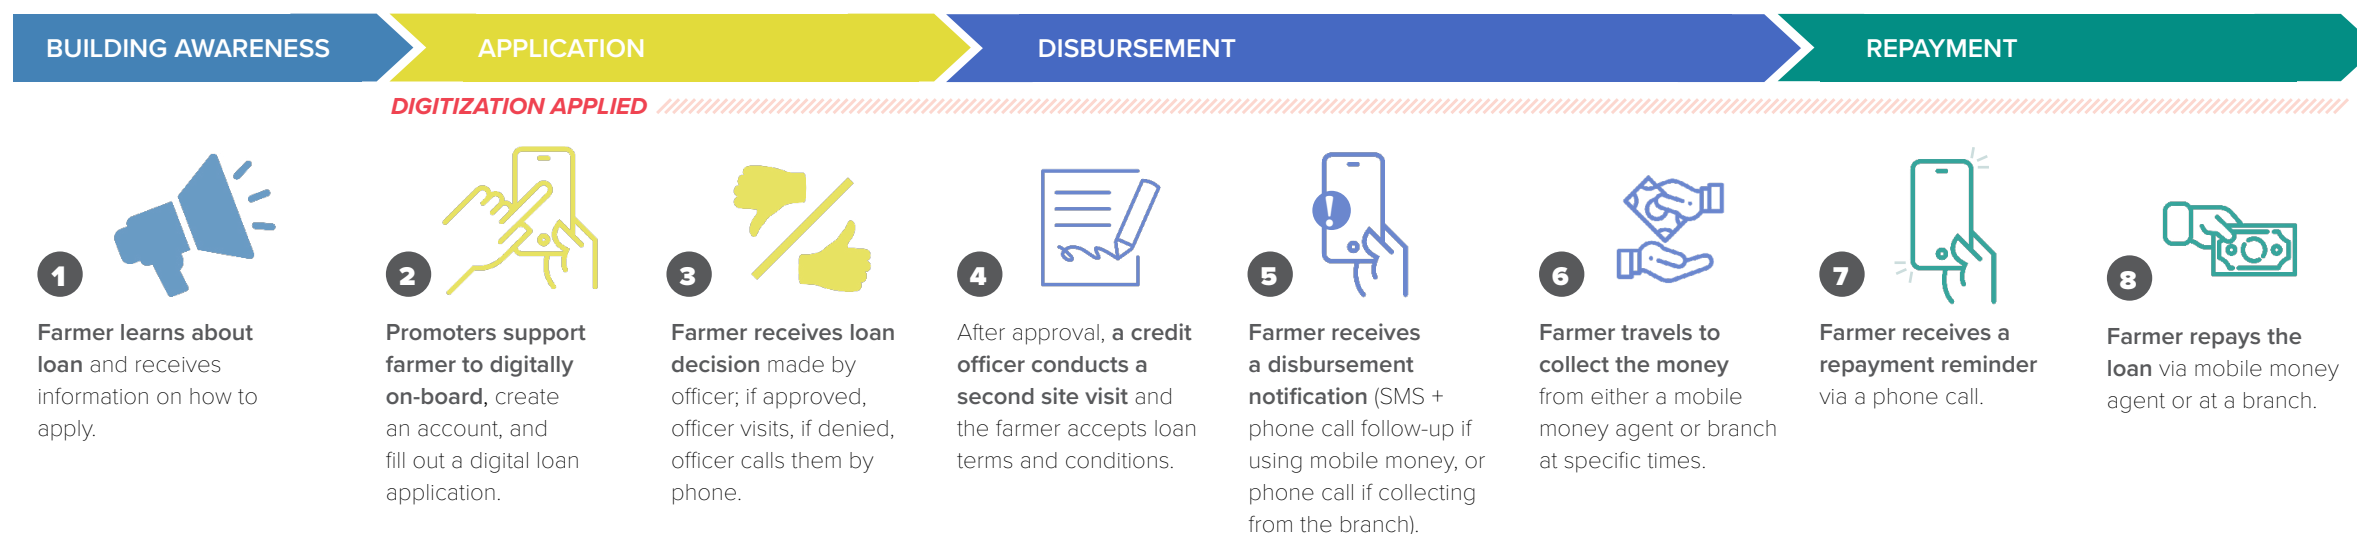 BUILDING AWARENESS
APPLICATION
DISBURSEMENT
REPAYMENT
DIGITIZATION APPLIED
1
Farmer learns about
loan and receives
information on how to
apply.
2
Promoters support
farmer to digitally
on-board, create
an account, and
fill out a digital loan
application.
3
Farmer receives loan
decision made by
officer; if approved,
officer visits, if denied,
officer calls them by
phone.
4
After approval, a credit
officer conducts a
second site visit and
the farmer accepts loan
terms and conditions.
5
Farmer receives
a disbursement
notification (SMS +
phone call follow-up if
using mobile money, or
phone call if collecting
from the branch).
6
Farmer travels to
collect the money
from either a mobile
money agent or branch
at specific times.
7
Farmer receives a
repayment reminder
via a phone call.
8
Farmer repays the
loan via mobile money
agent or at a branch.